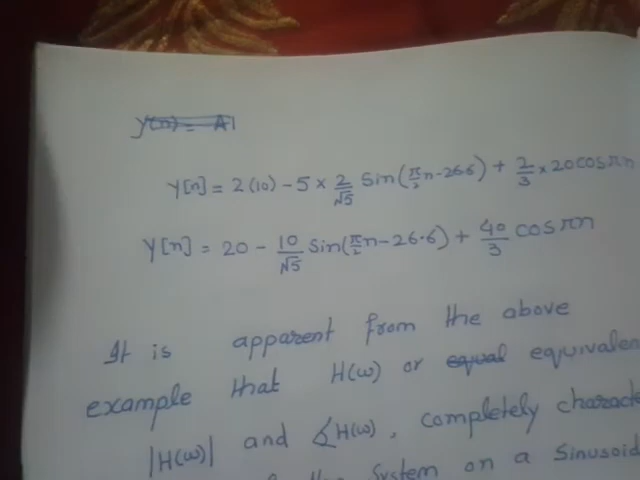 y(n) = A1
Y[n] = 2(10) - 5 × 2/√5 Sin(π/2 n - 26.6) + 2/3 × 20 cos πn
Y[n] = 20 - 10/√5 Sin(π/2 n - 26.6) + 40/3 cos πn
It is apparent from the above
example that H(ω) or equal equivalen
|H(ω)| and ∡H(ω), completely charact
system on a Sinusoid